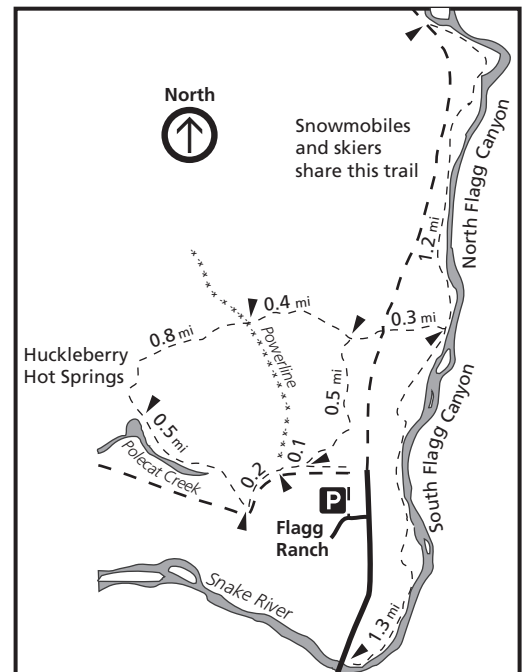 North
Snowmobiles
and skiers
share this trail
North Flagg Canyon
1.2 mi
0.4 mi
0.3 mi
0.8 mi
Powerline
Huckleberry
Hot Springs
0.5 mi
0.5 mi
South Flagg Canyon
0.1
0.2
Polecat Creek
P
Flagg
Ranch
Snake River
1.3 mi